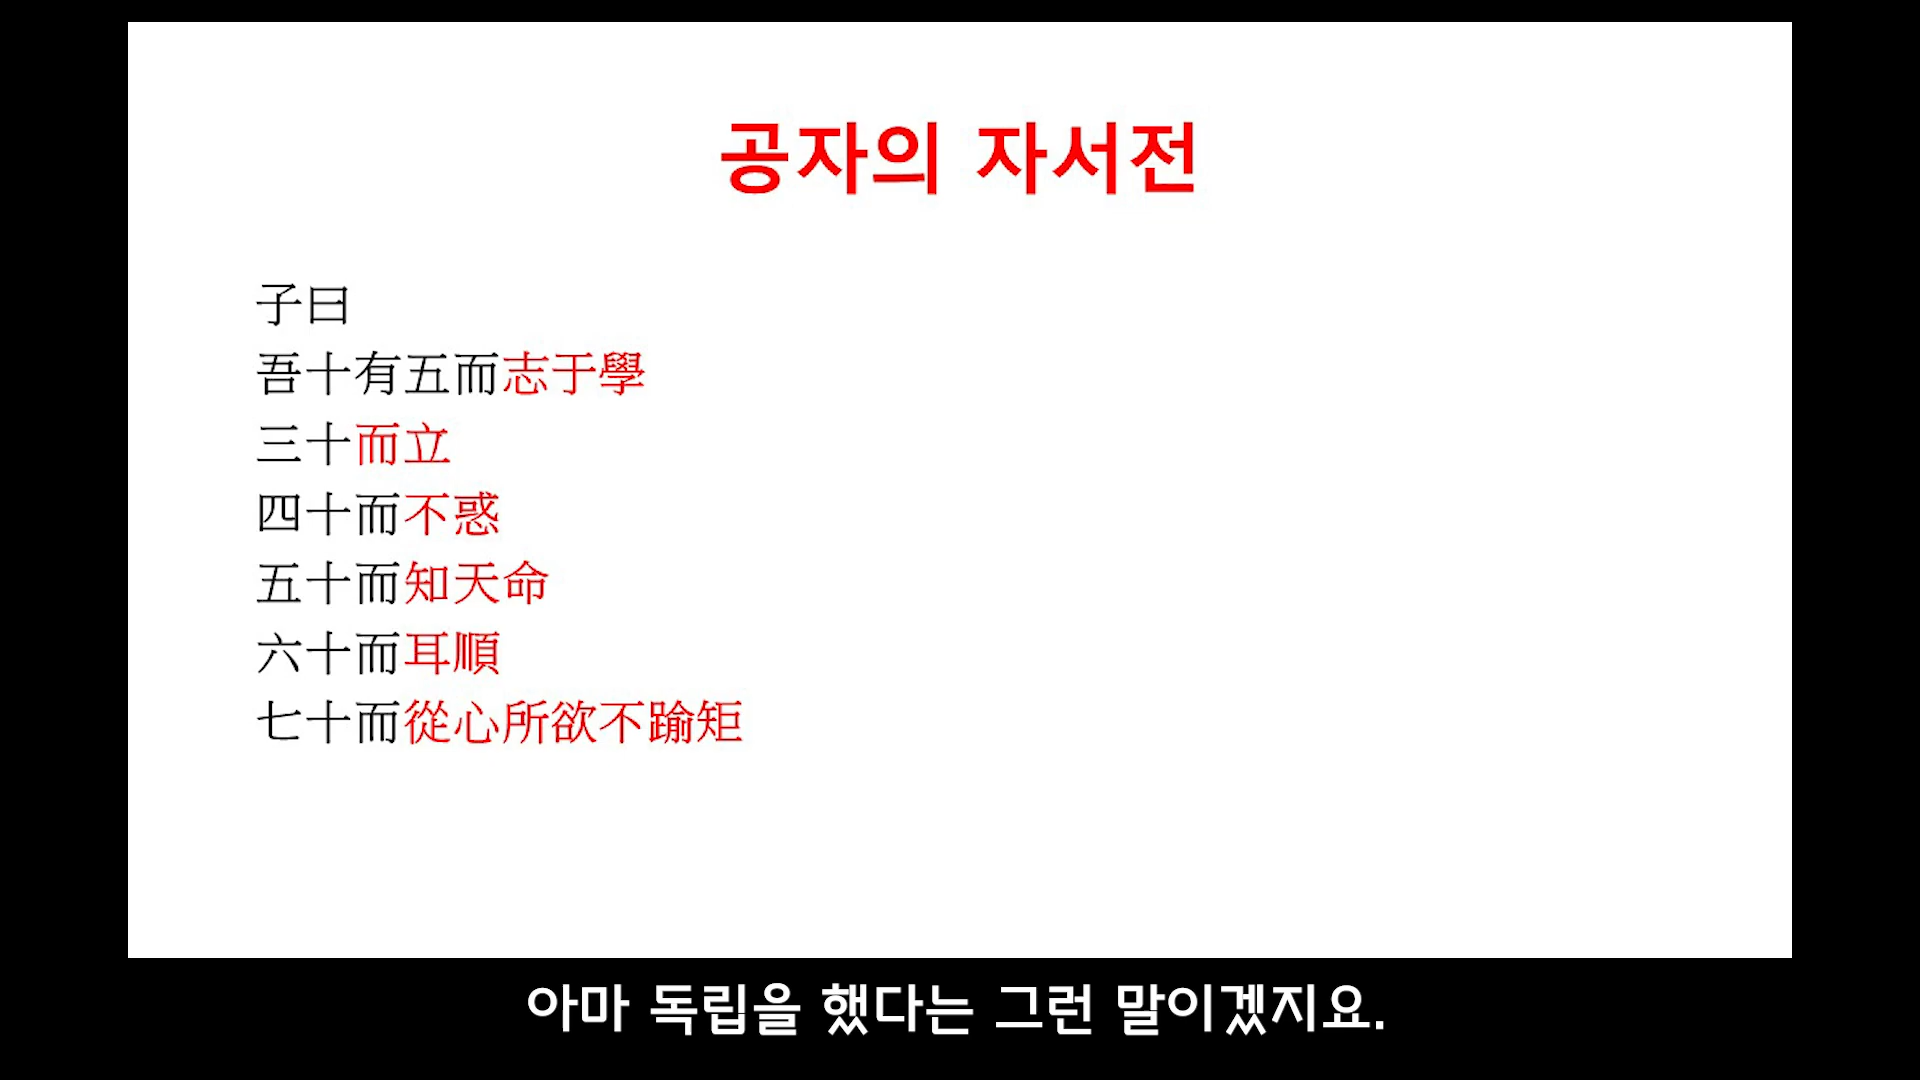 공자의 자서전
子曰
吾十有五而志于學
三十而立
四十而不惑
五十而知天命
六十而耳順
七十而從心所欲不踰矩
아마 독립을 했다는 그런 말이겠지요.